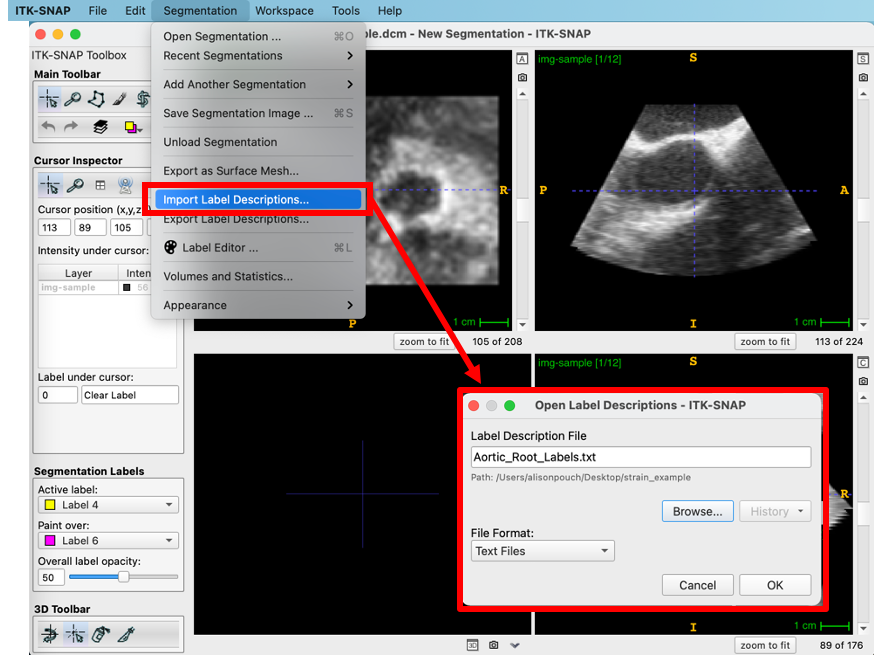 ITK-SNAP File Edit Segmentation Workspace Tools Help
ple.dcm - New Segmentation - ITK-SNAP
ITK-SNAP Toolbox
Main Toolbar
Cursor Inspector
Cursor position (x,y,z)
113 89 105
Intensity under cursor:
Layer Inten
img-sample 56
Label under cursor:
0 Clear Label
Segmentation Labels
Active label:
Label 4
Paint over:
Label 6
Overall label opacity:
50
3D Toolbar
Open Segmentation ... ⌘O
Recent Segmentations >
Add Another Segmentation >
Save Segmentation Image ... ⌘S
Unload Segmentation
Export as Surface Mesh...
Import Label Descriptions...
Export Label Descriptions...
Label Editor ... ⌘L
Volumes and Statistics...
Appearance >
A
R
P
1 cm
zoom to fit 105 of 208
img-sample [1/12]
S
S
P
A
I
1 cm
zoom to fit 113 of 224
3D
img-sample [1/12]
S
C
R
I
1 cm
zoom to fit 89 of 176
Open Label Descriptions - ITK-SNAP
Label Description File
Aortic_Root_Labels.txt
Path: /Users/alisonpouch/Desktop/strain_example
Browse... History
File Format:
Text Files
Cancel OK